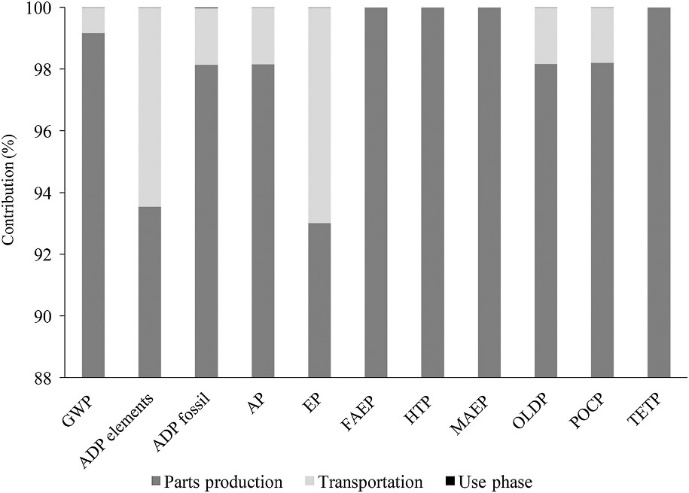 100
98
96
94
92
90
88
Contribution (%)
GWP
ADP elements
ADP fossil
AP
EP
FAEP
HTP
MAEP
OLDP
POCP
TETP
Parts production Transportation Use phase